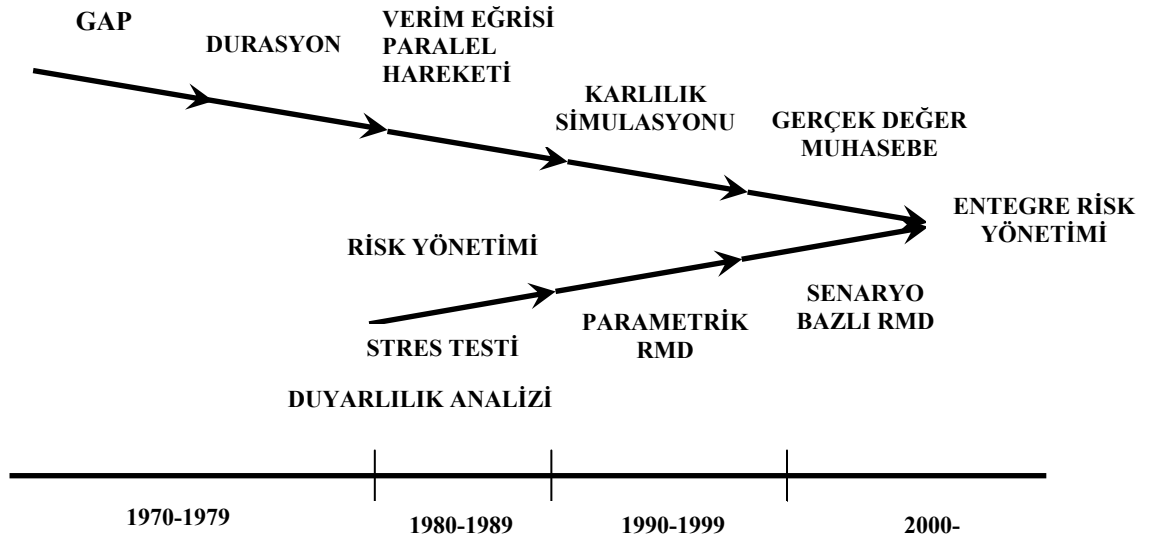 GAP
DURASYON
VERİM EĞRİSİ
PARALEL
HAREKETİ
KARLILIK
SİMULASYONU
GERÇEK DEĞER
MUHASEBE
ENTEGRE RİSK
YÖNETİMİ
RİSK YÖNETİMİ
STRES TESTİ
PARAMETRİK
RMD
SENARYO
BAZLI RMD
DUYARLILIK ANALİZİ
1970-1979
1980-1989
1990-1999
2000-